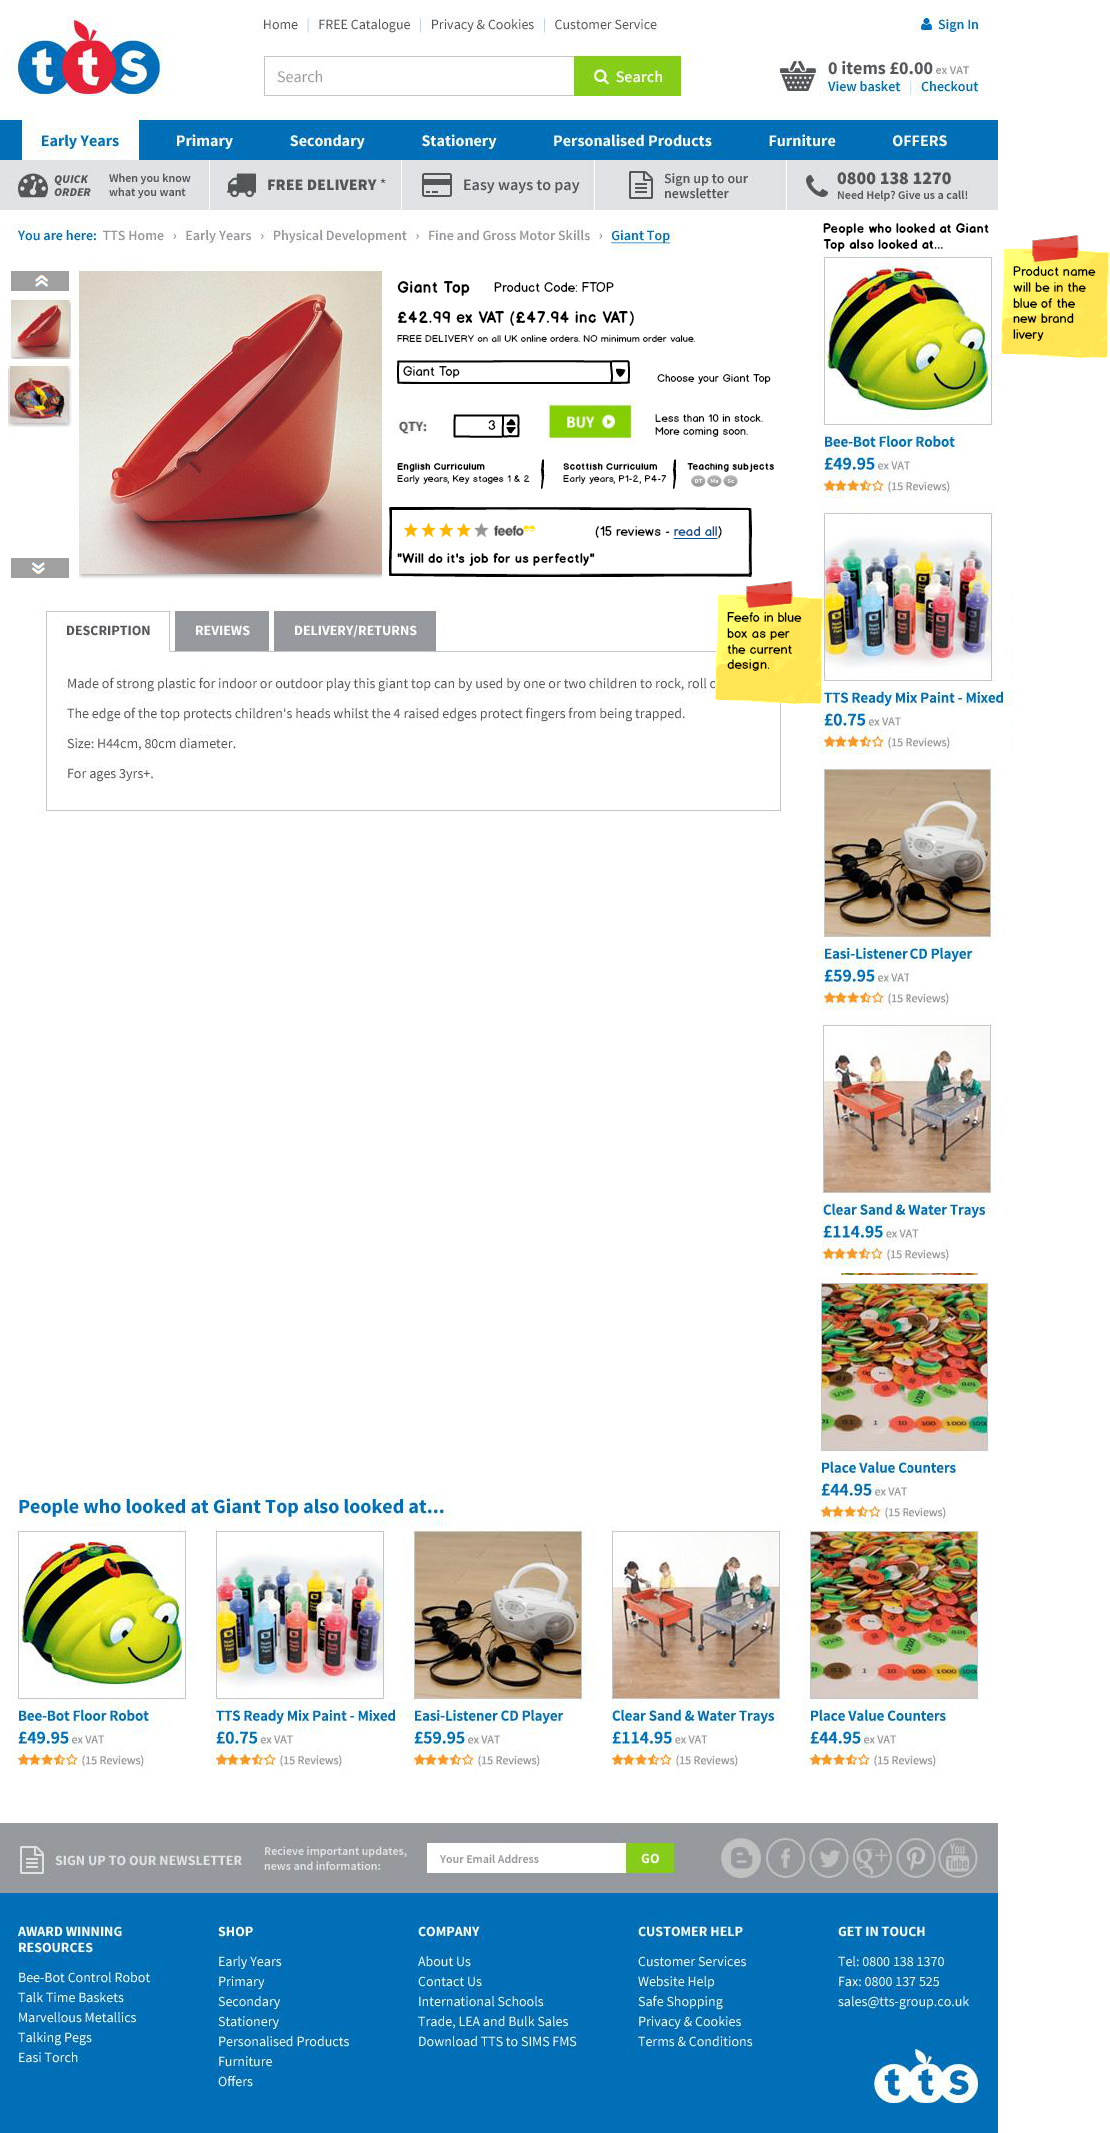 tts
Home
FREE Catalogue
Privacy & Cookies
Customer Service
Sign In
Search
Search
0 items £0.00 ex VAT
View basket
Checkout
Early Years
Primary
Secondary
Stationery
Personalised Products
Furniture
OFFERS
QUICK
ORDER
When you know
what you want
FREE DELIVERY *
Easy ways to pay
Sign up to our
newsletter
0800 138 1270
Need Help? Give us a call!
You are here: TTS Home › Early Years › Physical Development › Fine and Gross Motor Skills › Giant Top
Giant Top
Product Code: FTOP
£42.99 ex VAT (£47.94 inc VAT)
FREE DELIVERY on all UK online orders. NO minimum order value.
Giant Top
Choose your Giant Top
QTY:
3
BUY
Less than 10 in stock.
More coming soon.
English Curriculum
Early years, Key stages 1 & 2
Scottish Curriculum
Early years, P1-2, P4-7
Teaching subjects
DT Ma Sc
feefo
(15 reviews - read all)
"Will do it's job for us perfectly"
DESCRIPTION
REVIEWS
DELIVERY/RETURNS
Made of strong plastic for indoor or outdoor play this giant top can by used by one or two children to rock, roll
The edge of the top protects children's heads whilst the 4 raised edges protect fingers from being trapped.
Size: H44cm, 80cm diameter.
For ages 3yrs+.
Feefo in blue
box as per
the current
design.
People who looked at Giant
Top also looked at...
Product name
will be in the
blue of the
new brand
livery
Bee-Bot Floor Robot
£49.95 ex VAT
(15 Reviews)
TTS Ready Mix Paint - Mixed
£0.75 ex VAT
(15 Reviews)
Easi-Listener CD Player
£59.95 ex VAT
(15 Reviews)
Clear Sand & Water Trays
£114.95 ex VAT
(15 Reviews)
Place Value Counters
£44.95 ex VAT
(15 Reviews)
People who looked at Giant Top also looked at...
Bee-Bot Floor Robot
£49.95 ex VAT
(15 Reviews)
TTS Ready Mix Paint - Mixed
£0.75 ex VAT
(15 Reviews)
Easi-Listener CD Player
£59.95 ex VAT
(15 Reviews)
Clear Sand & Water Trays
£114.95 ex VAT
(15 Reviews)
Place Value Counters
£44.95 ex VAT
(15 Reviews)
SIGN UP TO OUR NEWSLETTER
Recieve important updates,
news and information:
Your Email Address
GO
You
Tube
AWARD WINNING
RESOURCES
Bee-Bot Control Robot
Talk Time Baskets
Marvellous Metallics
Talking Pegs
Easi Torch
SHOP
Early Years
Primary
Secondary
Stationery
Personalised Products
Furniture
Offers
COMPANY
About Us
Contact Us
International Schools
Trade, LEA and Bulk Sales
Download TTS to SIMS FMS
CUSTOMER HELP
Customer Services
Website Help
Safe Shopping
Privacy & Cookies
Terms & Conditions
GET IN TOUCH
Tel: 0800 138 1370
Fax: 0800 137 525
sales@tts-group.co.uk
tts